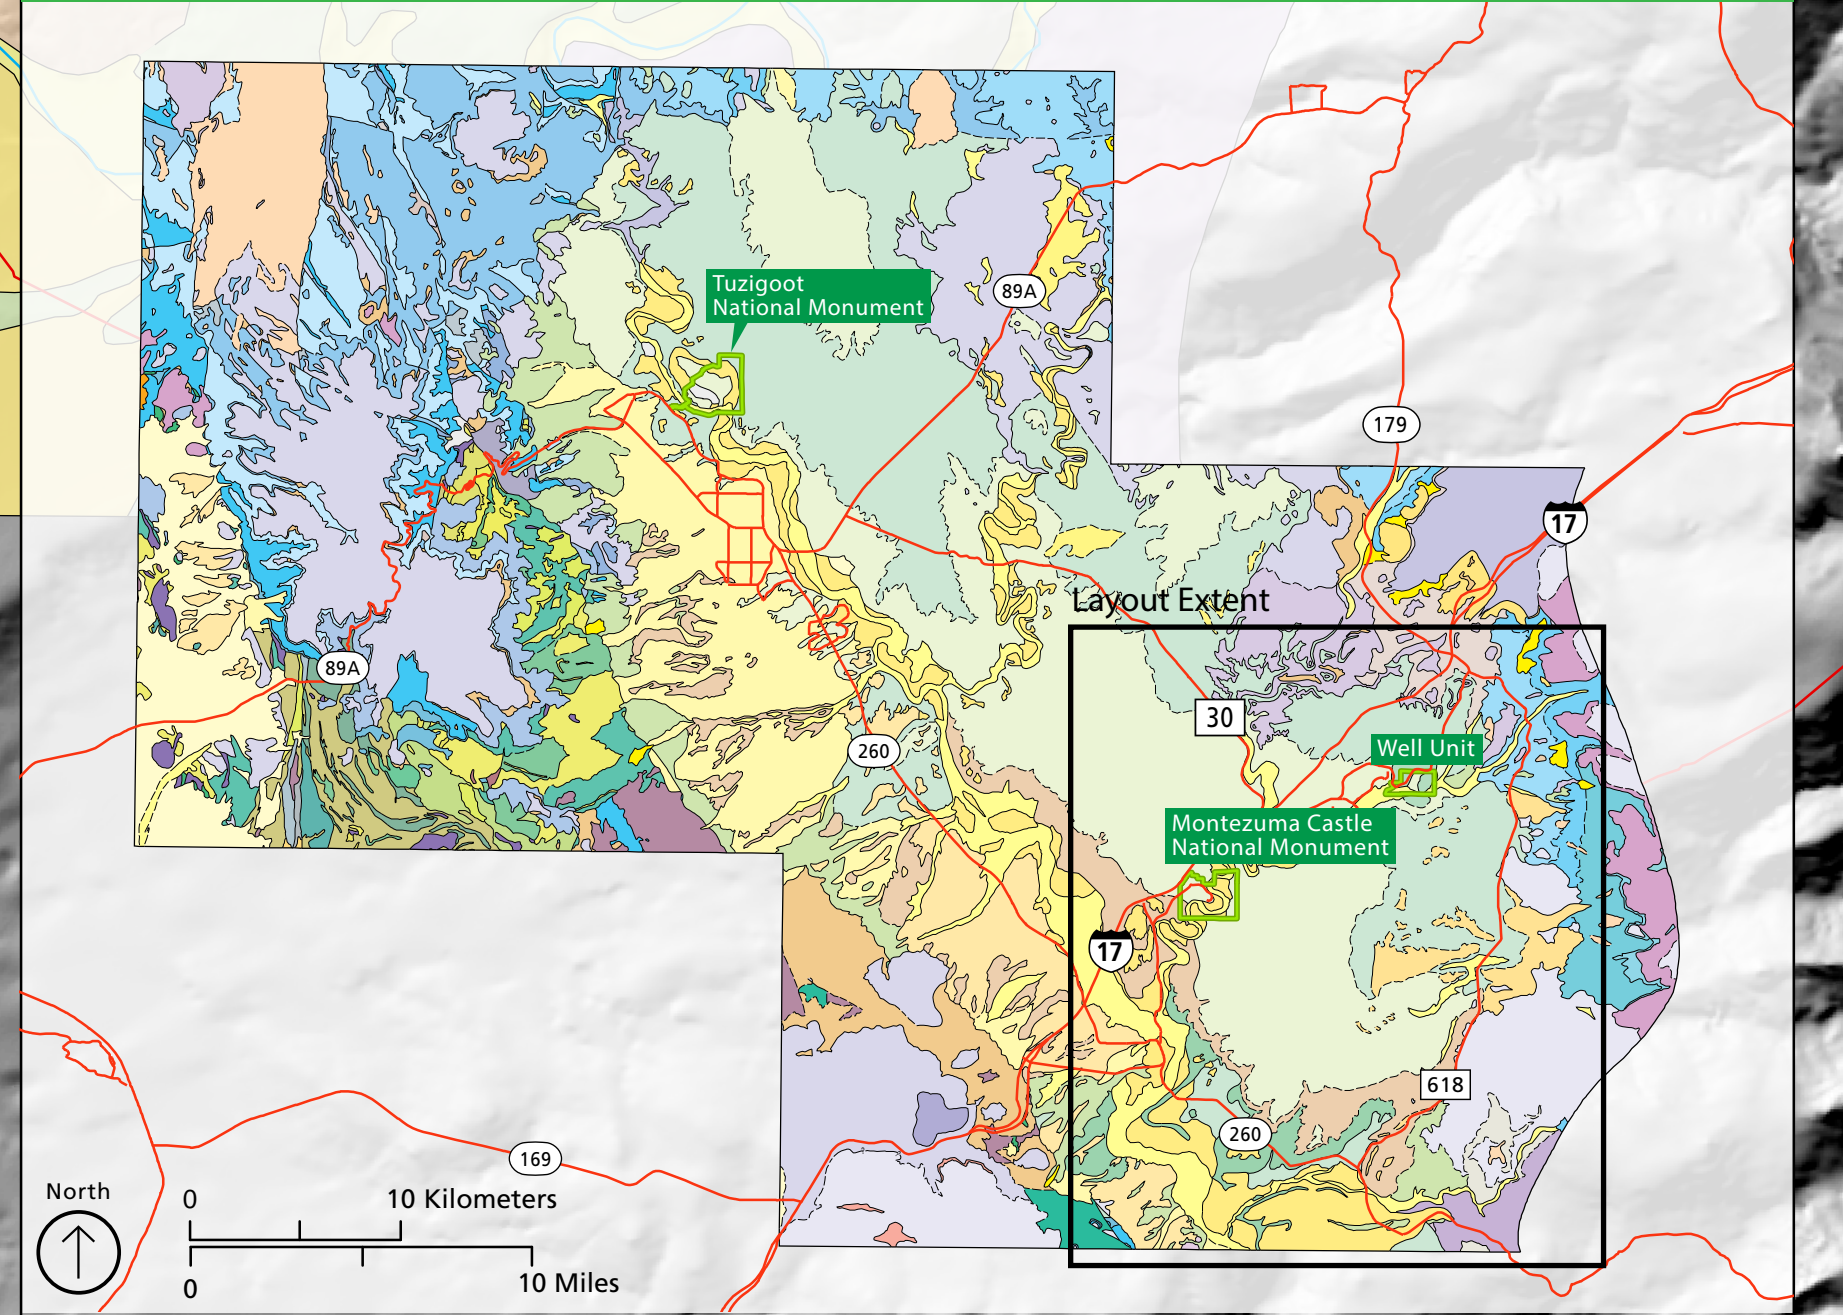 Tuzigoot
National Monument
89A
179
17
Layout Extent
89A
30
260
Well Unit
Montezuma Castle
National Monument
17
618
260
169
North
0
10 Kilometers
0
10 Miles